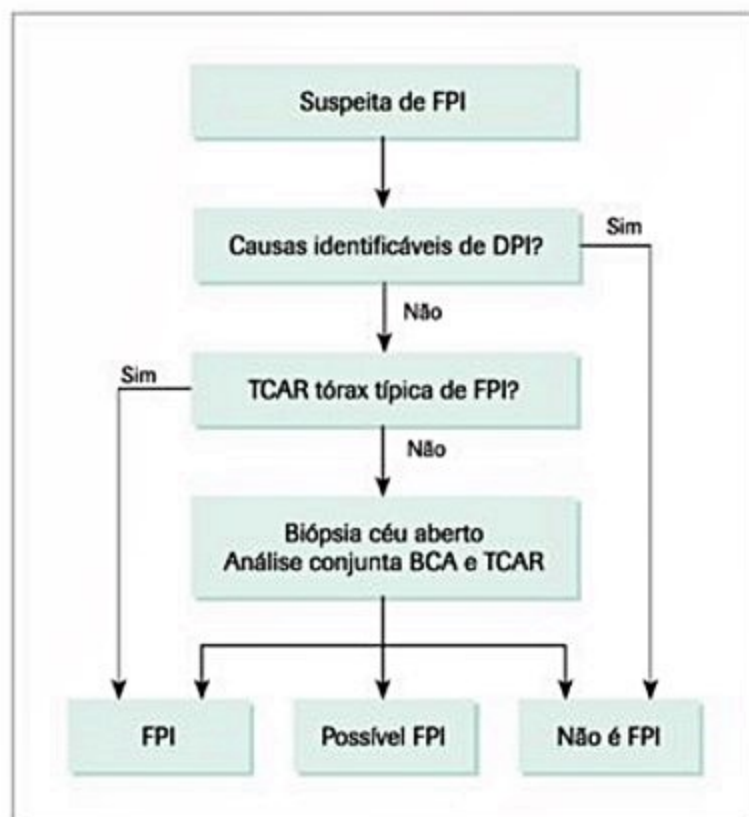 Suspeita de FPI
Causas identificáveis de DPI?
Sim
Não
Sim
TCAR tórax típica de FPI?
Não
Biópsia céu aberto
Análise conjunta BCA e TCAR
FPI
Possível FPI
Não é FPI